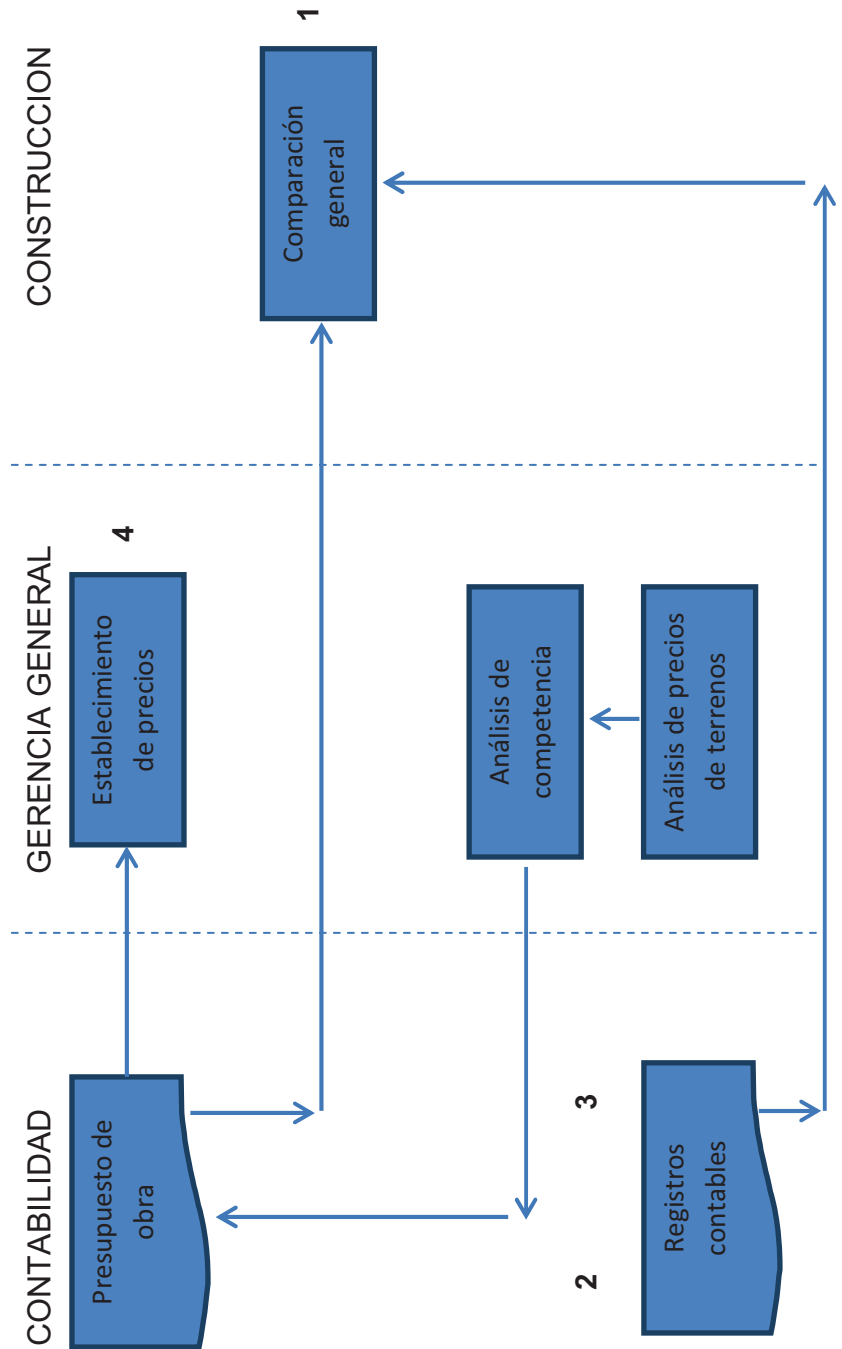 CONTABILIDAD
GERENCIA GENERAL
CONSTRUCCION
Presupuesto de
obra
Establecimiento
de precios
4
Comparación
general
1
Análisis de
competencia
Análisis de precios
de terrenos
2
3
Registros
contables